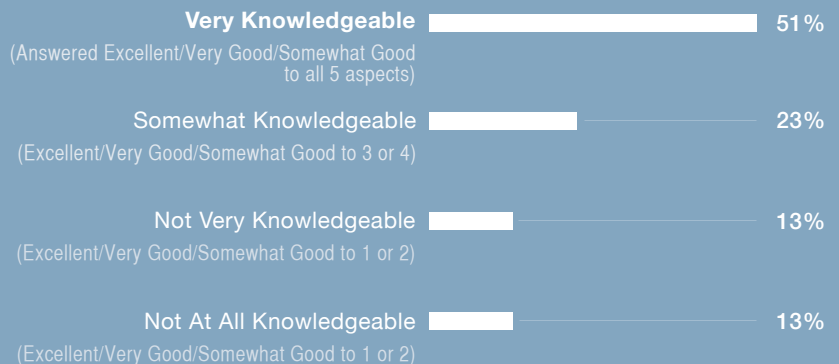 Very Knowledgeable 51%
(Answered Excellent/Very Good/Somewhat Good
to all 5 aspects)
Somewhat Knowledgeable 23%
(Excellent/Very Good/Somewhat Good to 3 or 4)
Not Very Knowledgeable 13%
(Excellent/Very Good/Somewhat Good to 1 or 2)
Not At All Knowledgeable 13%
(Excellent/Very Good/Somewhat Good to 1 or 2)